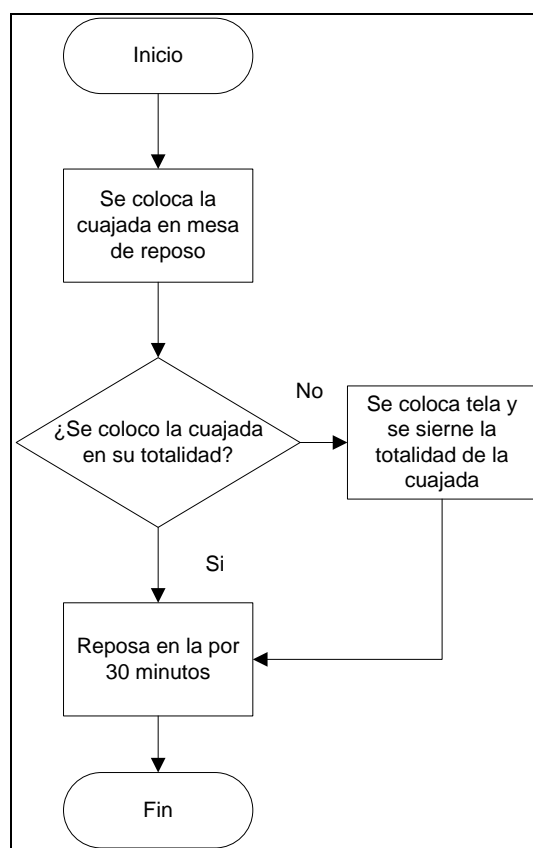 Inicio
Se coloca la
cuajada en mesa
de reposo
¿Se coloco la cuajada
en su totalidad?
No
Se coloca tela y
se sierne la
totalidad de la
cuajada
Si
Reposa en la por
30 minutos
Fin